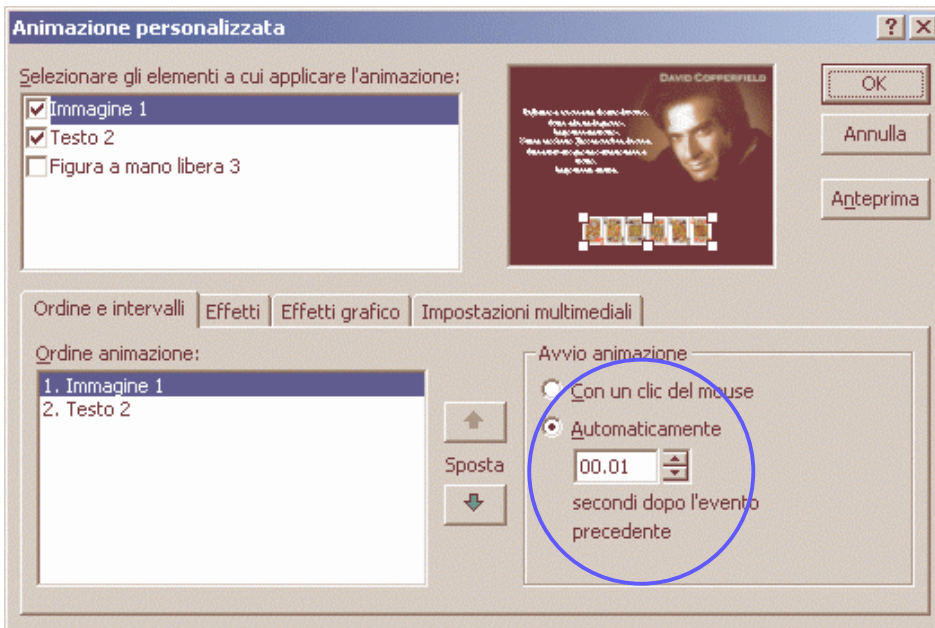 Animazione personalizzata
Selezionare gli elementi a cui applicare l'animazione:
Immagine 1
Testo 2
Figura a mano libera 3
DAVID COPPERFIELD
OK
Annulla
Anteprima
Ordine e intervalli
Effetti
Effetti grafico
Impostazioni multimediali
Ordine animazione:
1. Immagine 1
2. Testo 2
Sposta
Avvio animazione
Con un clic del mouse
Automaticamente
00.01
secondi dopo l'evento
precedente